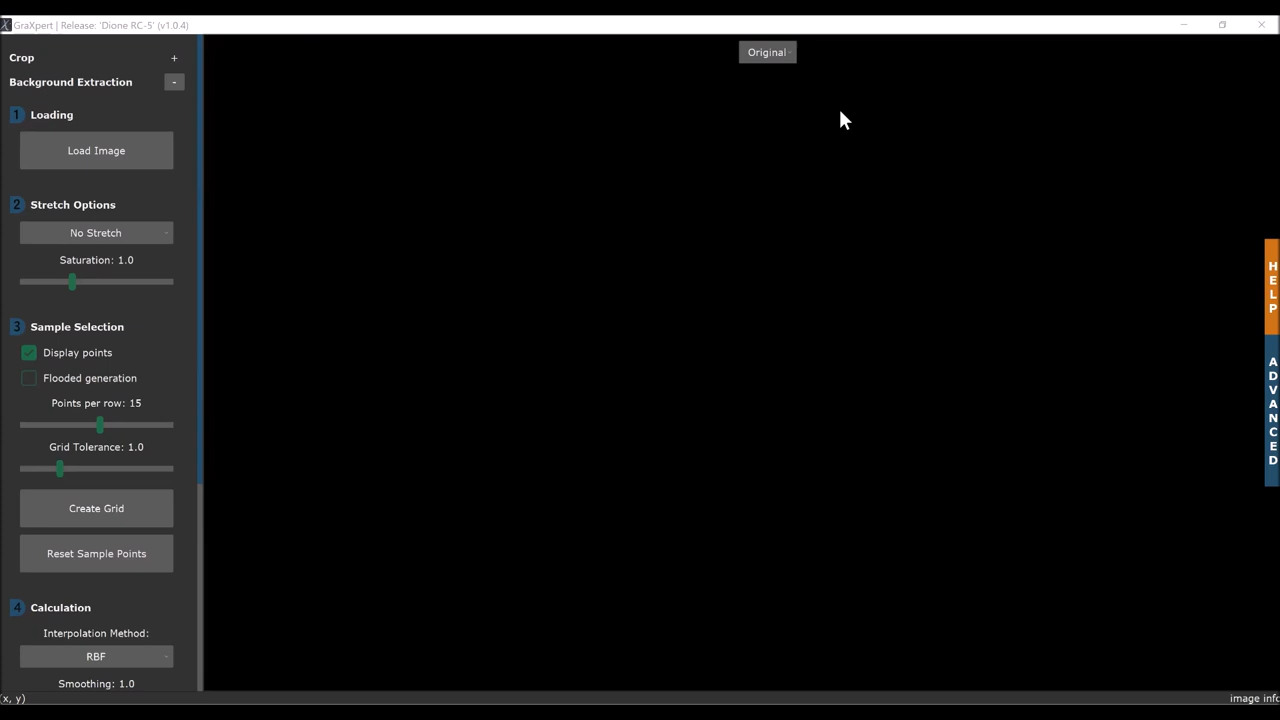 GraXpert | Release: 'Dione RC-5' (v1.0.4)
Original
Crop +
Background Extraction -
1 Loading
Load Image
2 Stretch Options
No Stretch
Saturation: 1.0
3 Sample Selection
Display points
Flooded generation
Points per row: 15
Grid Tolerance: 1.0
Create Grid
Reset Sample Points
4 Calculation
Interpolation Method:
RBF
Smoothing: 1.0
HELP
ADVANCED
(x, y)
image info